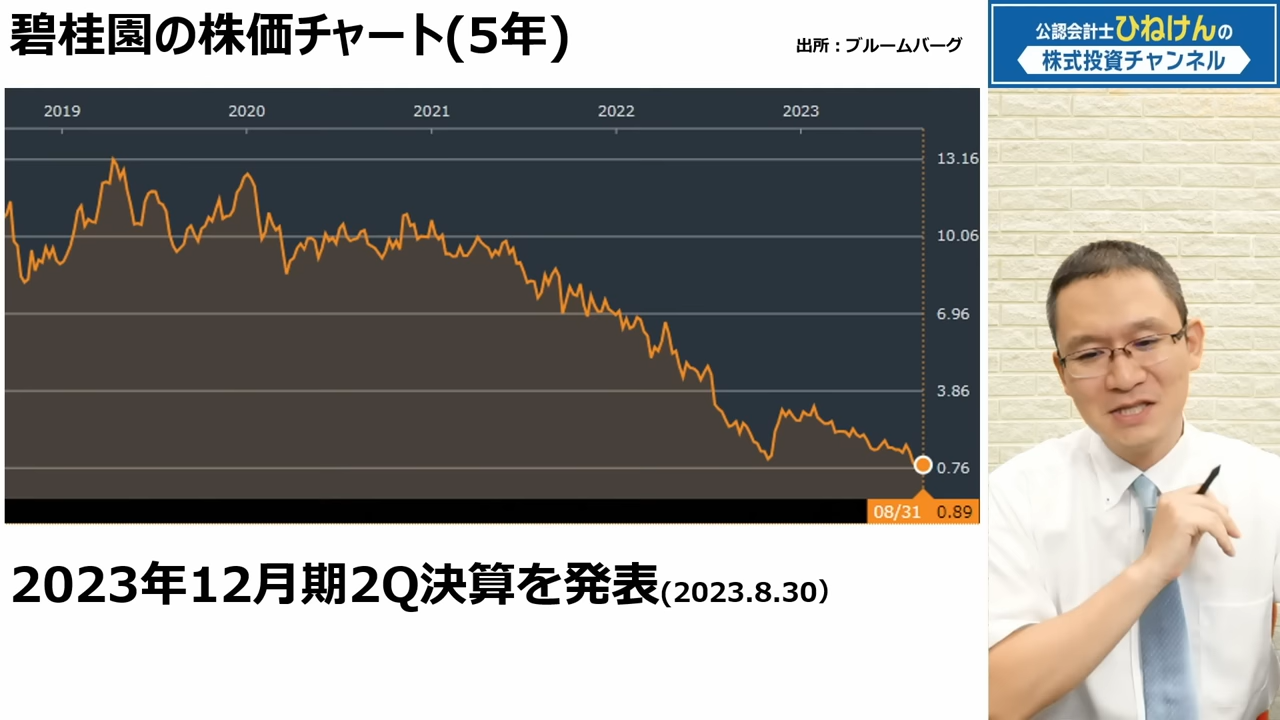 碧桂園の株価チャート(5年)
出所：ブルームバーグ
公認会計士ひねけんの
株式投資チャンネル
2019 2020 2021 2022 2023
13.16
10.06
6.96
3.86
0.76
08/31 0.89
2023年12月期2Q決算を発表(2023.8.30）